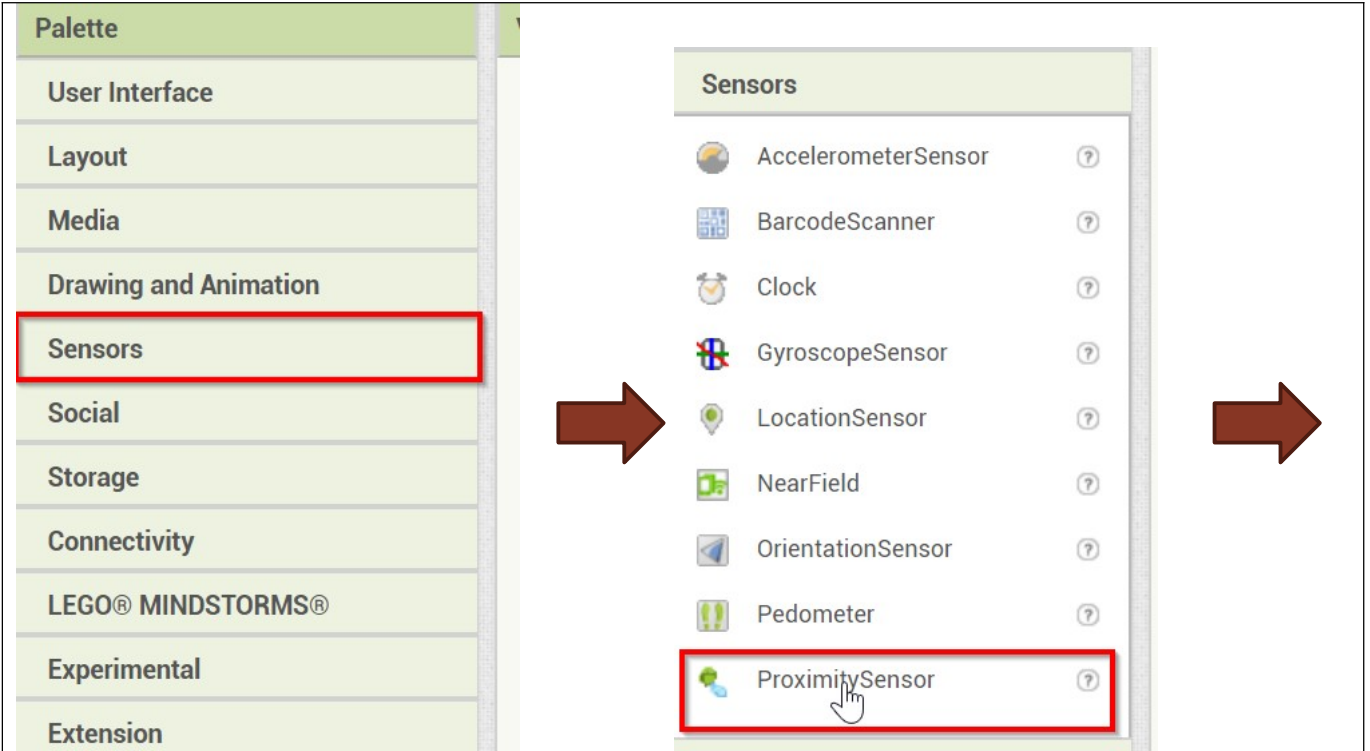 Palette
User Interface
Layout
Media
Drawing and Animation
Sensors
Social
Storage
Connectivity
LEGO® MINDSTORMS®
Experimental
Extension
Sensors
AccelerometerSensor ?
BarcodeScanner ?
Clock ?
GyroscopeSensor ?
LocationSensor ?
NearField ?
OrientationSensor ?
Pedometer ?
ProximitySensor ?